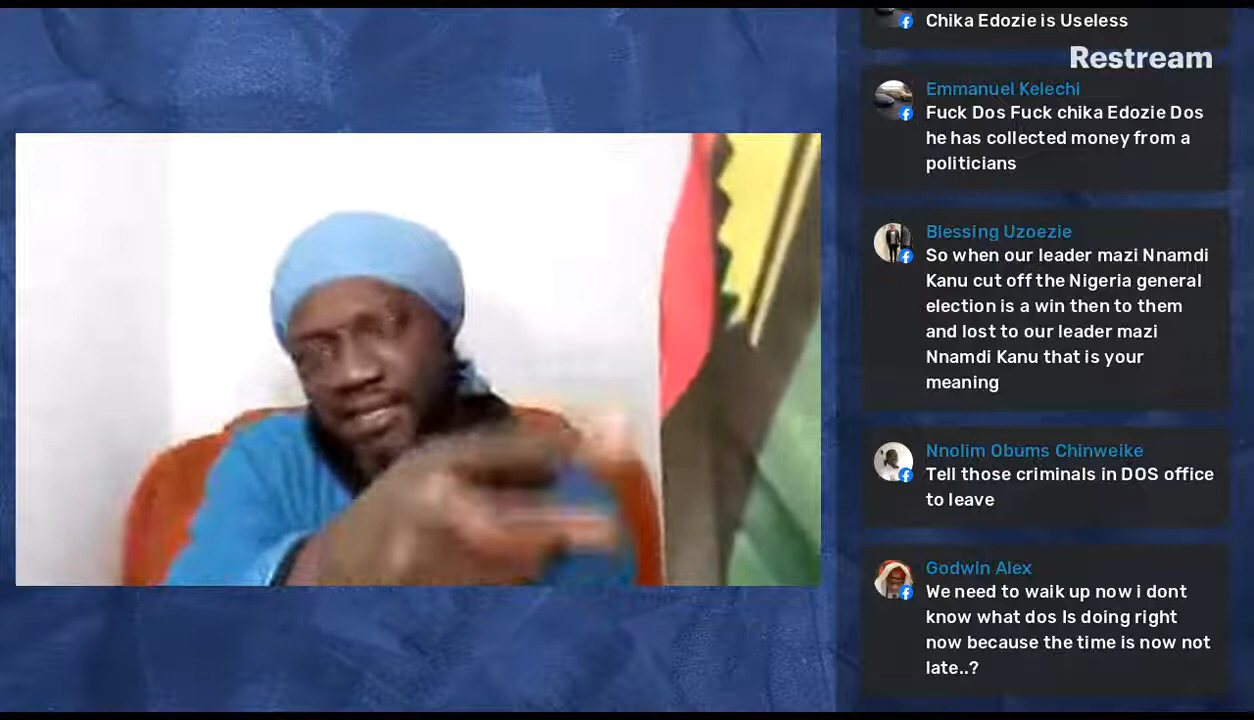 Chika Edozie is Useless
Restream
Emmanuel Kelechi
Fuck Dos Fuck chika Edozie Dos
he has collected money from a
politicians
Blessing Uzoezie
So when our leader mazi Nnamdi
Kanu cut off the Nigeria general
election is a win then to them
and lost to our leader mazi
Nnamdi Kanu that is your
meaning
Nnolim Obums Chinweike
Tell those criminals in DOS office
to leave
Godwin Alex
We need to waik up now i dont
know what dos Is doing right
now because the time is now not
late..?